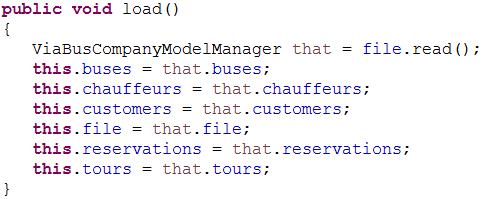 public void load()
{
ViaBusCompanyModelManager that = file.read();
this.buses = that.buses;
this.chauffeurs = that.chauffeurs;
this.customers = that.customers;
this.file = that.file;
this.reservations = that.reservations;
this.tours = that.tours;
}